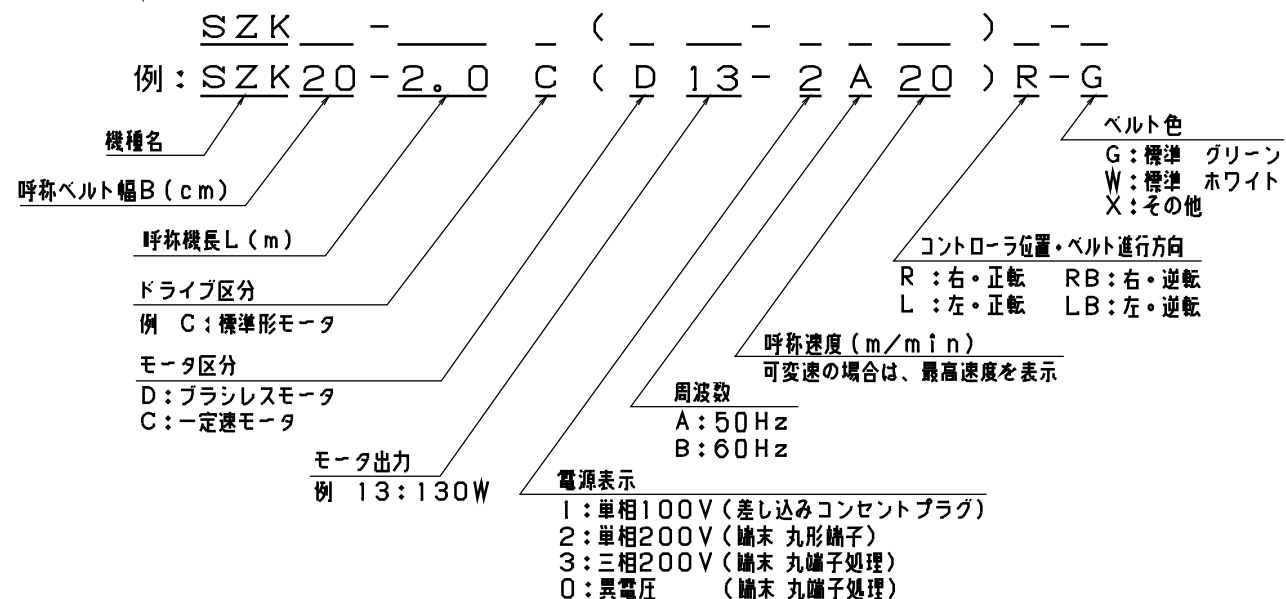 SZK - ( - ) -
例:SZK20-2.0 C(D13-2A20)R-G
機種名
呼称ベルト幅B(cm)
呼称機長L(m)
ドライブ区分
例 C:標準形モータ
モータ区分
D:ブラシレスモータ
C:一定速モータ
モータ出力
例 13:130W
電源表示
1:単相100V(差し込みコンセントプラグ)
2:単相200V(端末 丸形端子)
3:三相200V(端末 丸端子処理)
0:異電圧 (端末 丸端子処理)
周波数
A:50Hz
B:60Hz
呼称速度(m/min)
可変速の場合は、最高速度を表示
コントローラ位置・ベルト進行方向
R:右・正転 RB:右・逆転
L:左・正転 LB:左・逆転
ベルト色
G:標準 グリーン
W:標準 ホワイト
X:その他